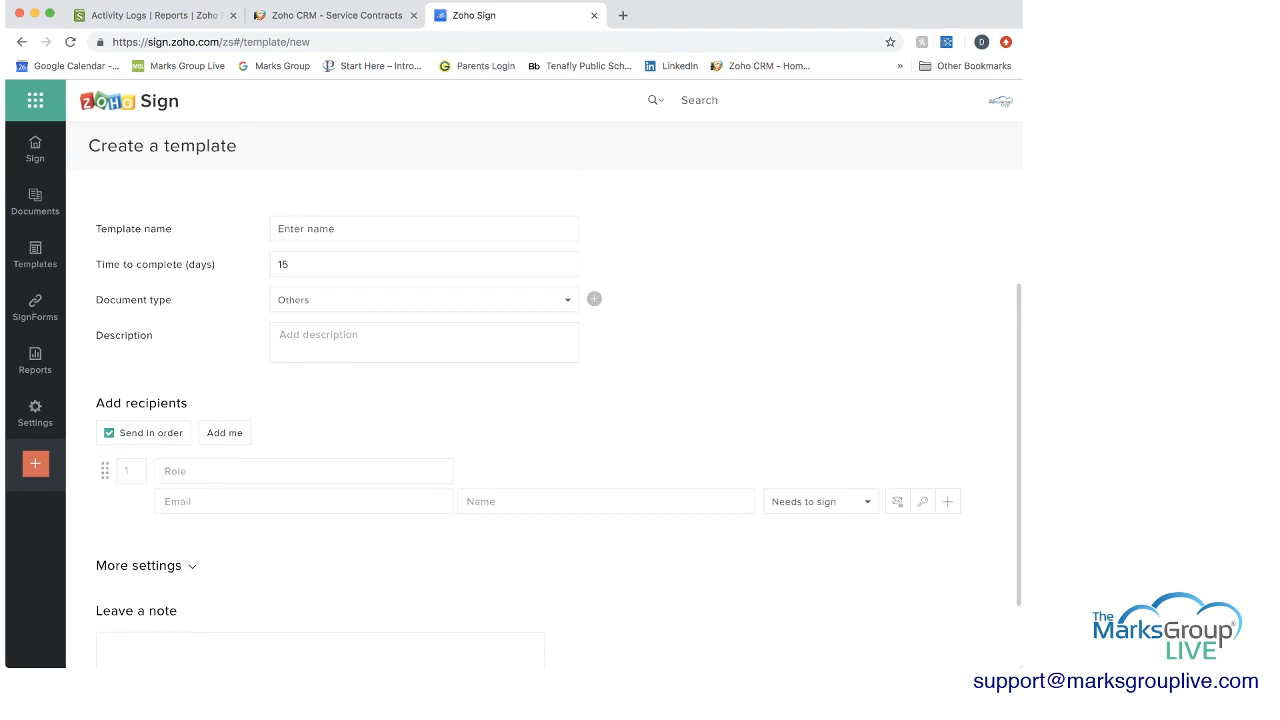 Activity Logs | Reports | Zoho
Zoho CRM - Service Contracts
Zoho Sign
https://sign.zoho.com/zs#/template/new
D
26
Google Calendar -...
MGL
Marks Group Live
Marks Group
Start Here – Intro...
Parents Login
Bb
Tenafly Public Sch...
LinkedIn
Zoho CRM - Hom...
»
Other Bookmarks
ZOHO Sign
Search
Create a template
Sign
Documents
Templates
SignForms
Reports
Settings
Template name
Enter name
Time to complete (days)
15
Document type
Others
Description
Add description
Add recipients
Send in order
Add me
1
Role
Email
Name
Needs to sign
More settings
Leave a note
The
MarksGroup®
LIVE
support@marksgrouplive.com